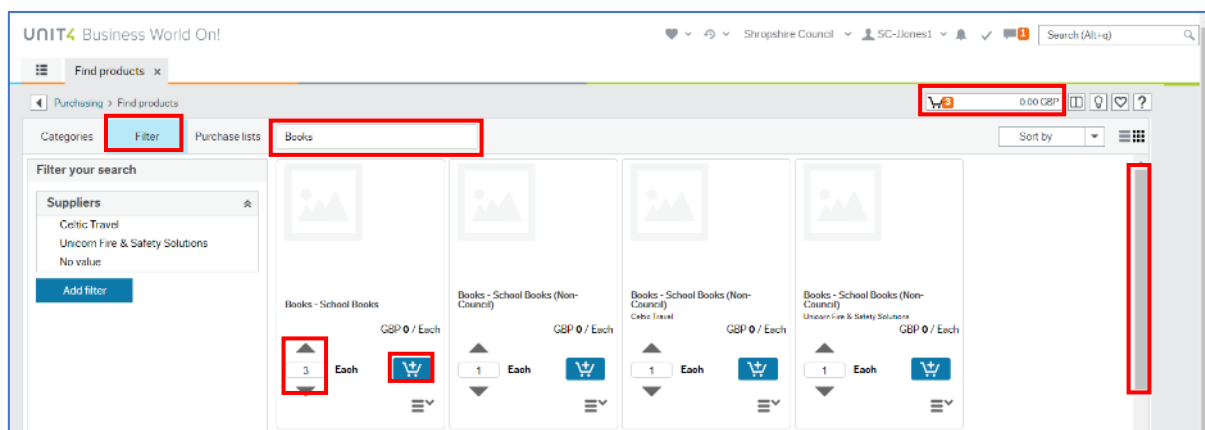 UNIT4 Business World On!
Shropshire Council SC-JJones1 1 Search (Alt+q)
Find products x
Purchasing > Find products
3 0.00 GBP ?
Categories Filter Purchase lists Books Sort by
Filter your search
Suppliers
Celtic Travel
Unicorn Fire & Safety Solutions
No value
Add filter
Books - School Books
GBP 0 / Each
3 Each
Books - School Books (Non-
Council)
GBP 0 / Each
1 Each
Books - School Books (Non-
Council)
Celtic Travel
GBP 0 / Each
1 Each
Books - School Books (Non-
Council)
Unicorn Fire & Safety Solutions
GBP 0 / Each
1 Each